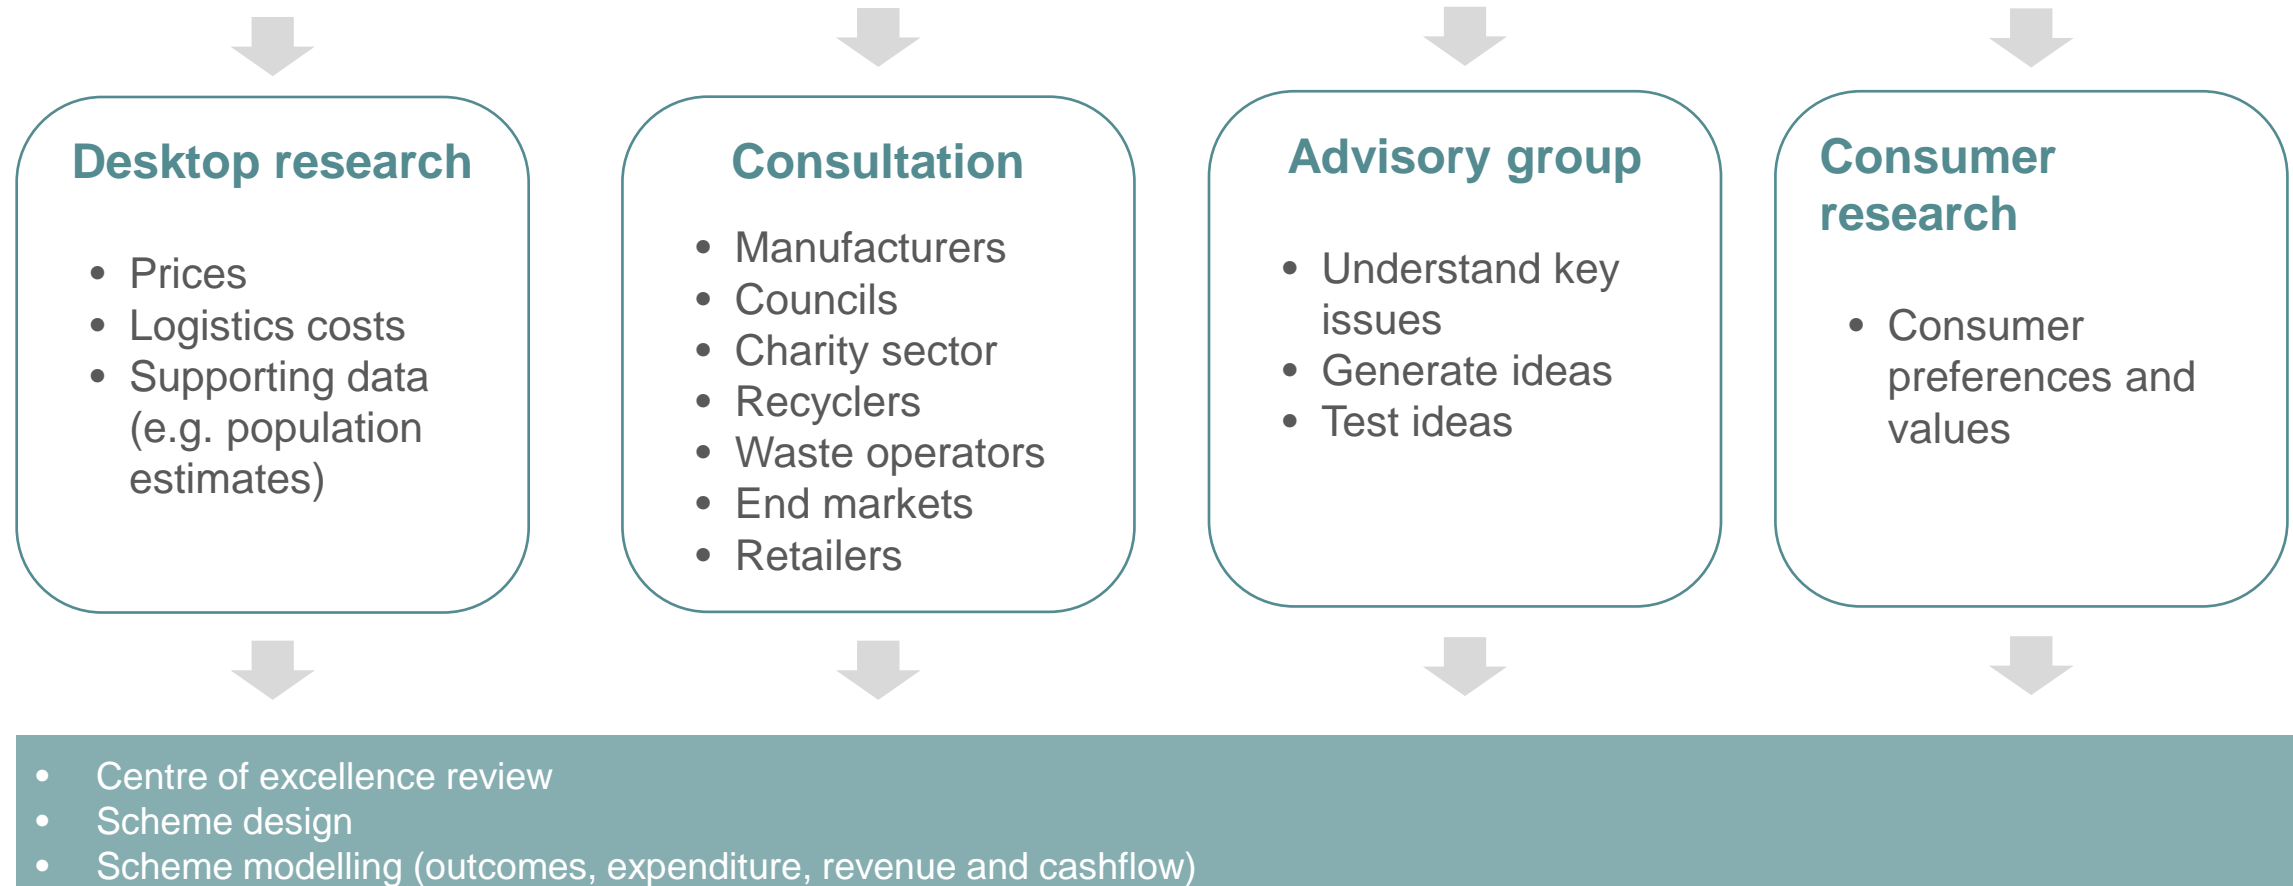 Desktop research
• Prices
• Logistics costs
• Supporting data
(e.g. population
estimates)
Consultation
• Manufacturers
• Councils
• Charity sector
• Recyclers
• Waste operators
• End markets
• Retailers
Advisory group
• Understand key
issues
• Generate ideas
• Test ideas
Consumer
research
• Consumer
preferences and
values
• Centre of excellence review
• Scheme design
• Scheme modelling (outcomes, expenditure, revenue and cashflow)